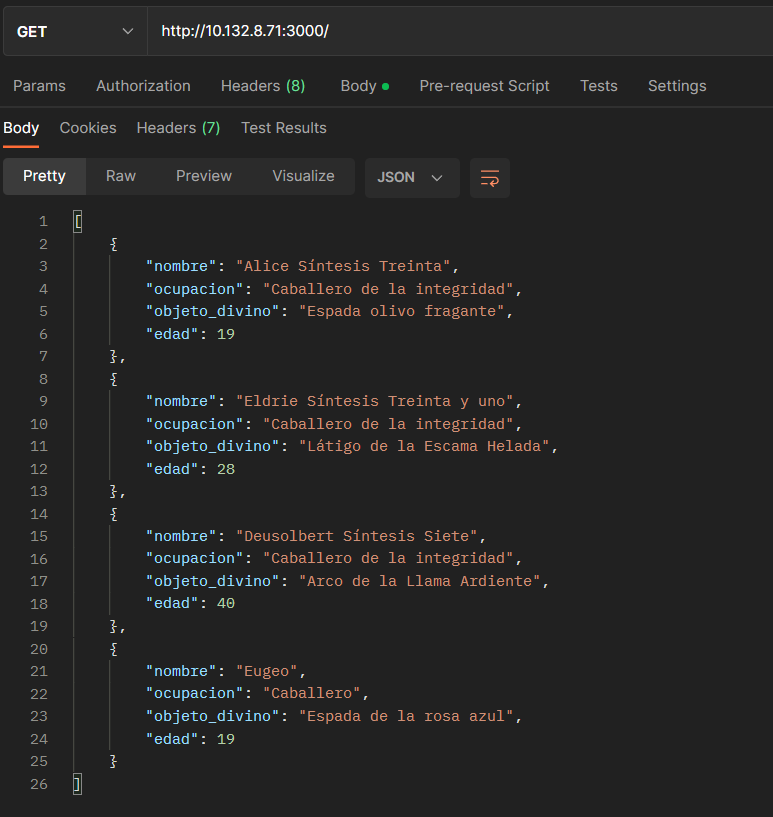 GET http://10.132.8.71:3000/
Params Authorization Headers (8) Body Pre-request Script Tests Settings
Body Cookies Headers (7) Test Results
Pretty Raw Preview Visualize JSON
1 [
2 {
3 "nombre": "Alice Síntesis Treinta",
4 "ocupacion": "Caballero de la integridad",
5 "objeto_divino": "Espada olivo fragante",
6 "edad": 19
7 },
8 {
9 "nombre": "Eldrie Síntesis Treinta y uno",
10 "ocupacion": "Caballero de la integridad",
11 "objeto_divino": "Látigo de la Escama Helada",
12 "edad": 28
13 },
14 {
15 "nombre": "Deusolbert Síntesis Siete",
16 "ocupacion": "Caballero de la integridad",
17 "objeto_divino": "Arco de la Llama Ardiente",
18 "edad": 40
19 },
20 {
21 "nombre": "Eugeo",
22 "ocupacion": "Caballero",
23 "objeto_divino": "Espada de la rosa azul",
24 "edad": 19
25 }
26 ]